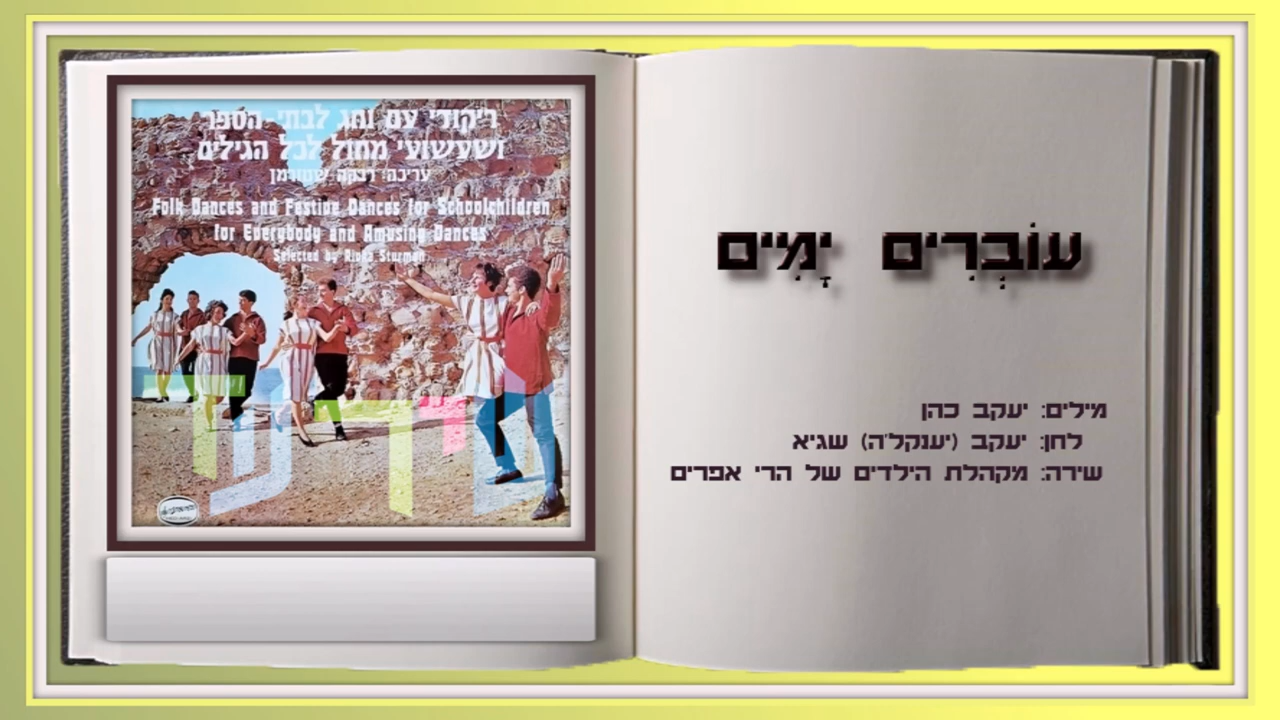 ריקודי עם וחג לבתי-הספר
ושעשועי מחול לכל הגילים
עריכה: רבקה שטורמן
Folk Dances and Festive Dances for Schoolchildren
for Everybody and Amusing Dances
Selected by Rivka Sturman
עוֹבְרִים יָמִים
מילים: יעקב כהן
לחן: יעקב (יענקל'ה) שגיא
שירה: מקהלת הילדים של הרי אפרים